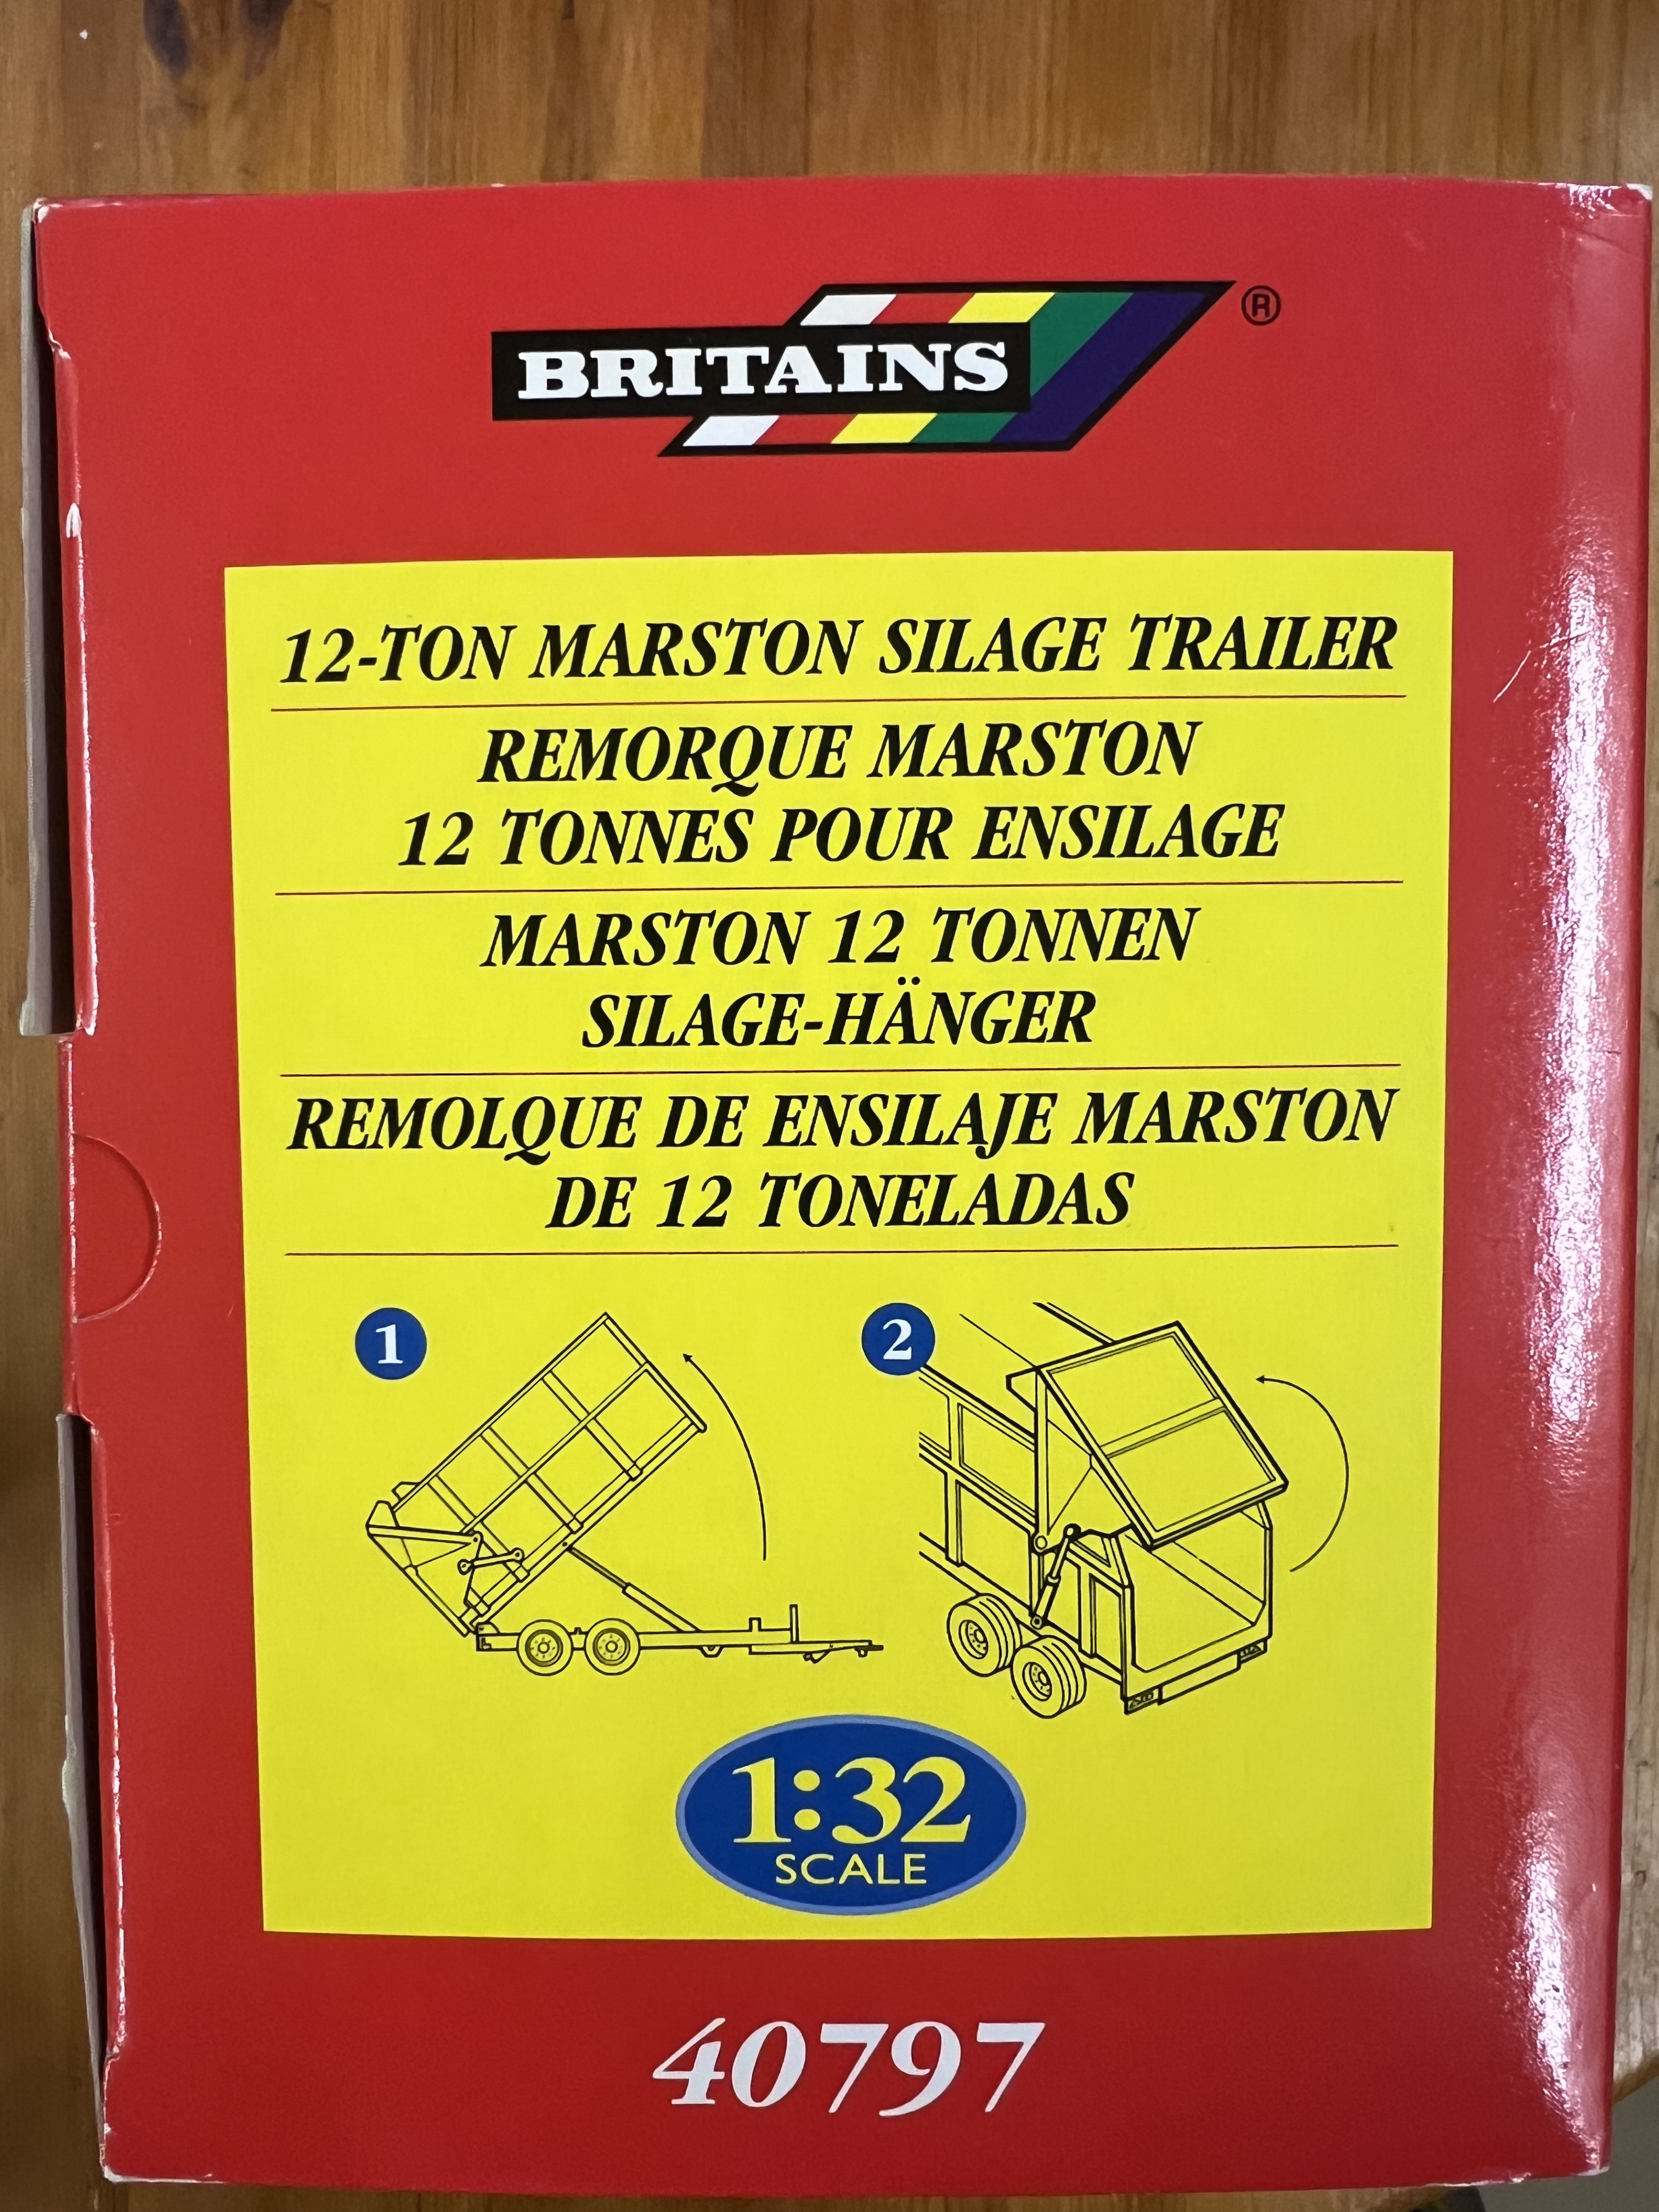 BRITAINS ®
12-TON MARSTON SILAGE TRAILER
REMORQUE MARSTON
12 TONNES POUR ENSILAGE
MARSTON 12 TONNEN
SILAGE-HÄNGER
REMOLQUE DE ENSILAJE MARSTON
DE 12 TONELADAS
1
2
1:32
SCALE
40797